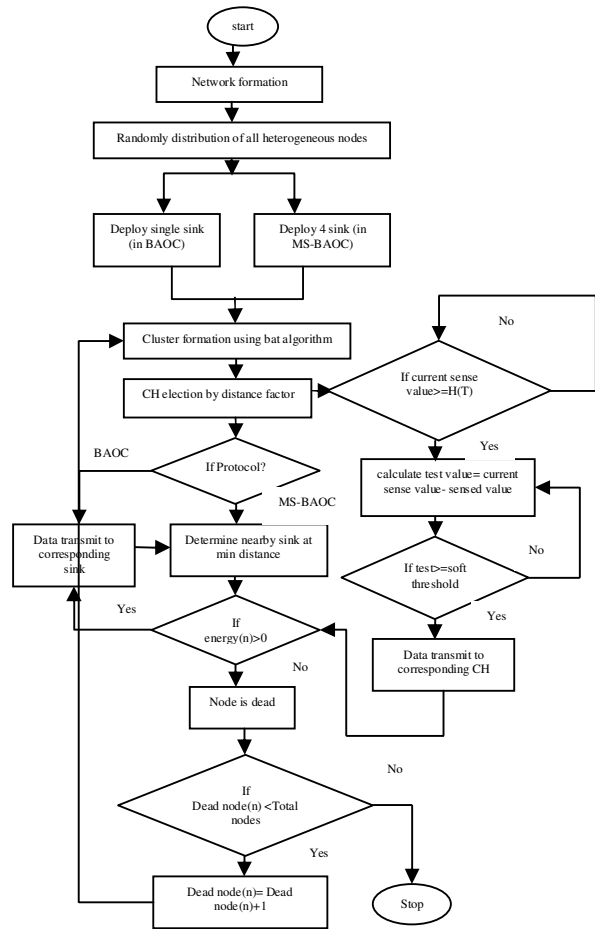 start
Network formation
Randomly distribution of all heterogeneous nodes
Deploy single sink
(in BAOC)
Deploy 4 sink (in
MS-BAOC)
No
Cluster formation using bat algorithm
If current sense
value>=H(T)
CH election by distance factor
Yes
BAOC
If Protocol?
calculate test value= current
sense value- sensed value
MS-BAOC
Data transmit to
corresponding
sink
Determine nearby sink at
min distance
No
If test>=soft
threshold
Yes
If
energy(n)>0
Yes
Data transmit to
corresponding CH
No
Node is dead
No
If
Dead node(n) <Total
nodes
Yes
Dead node(n)= Dead
node(n)+1
Stop